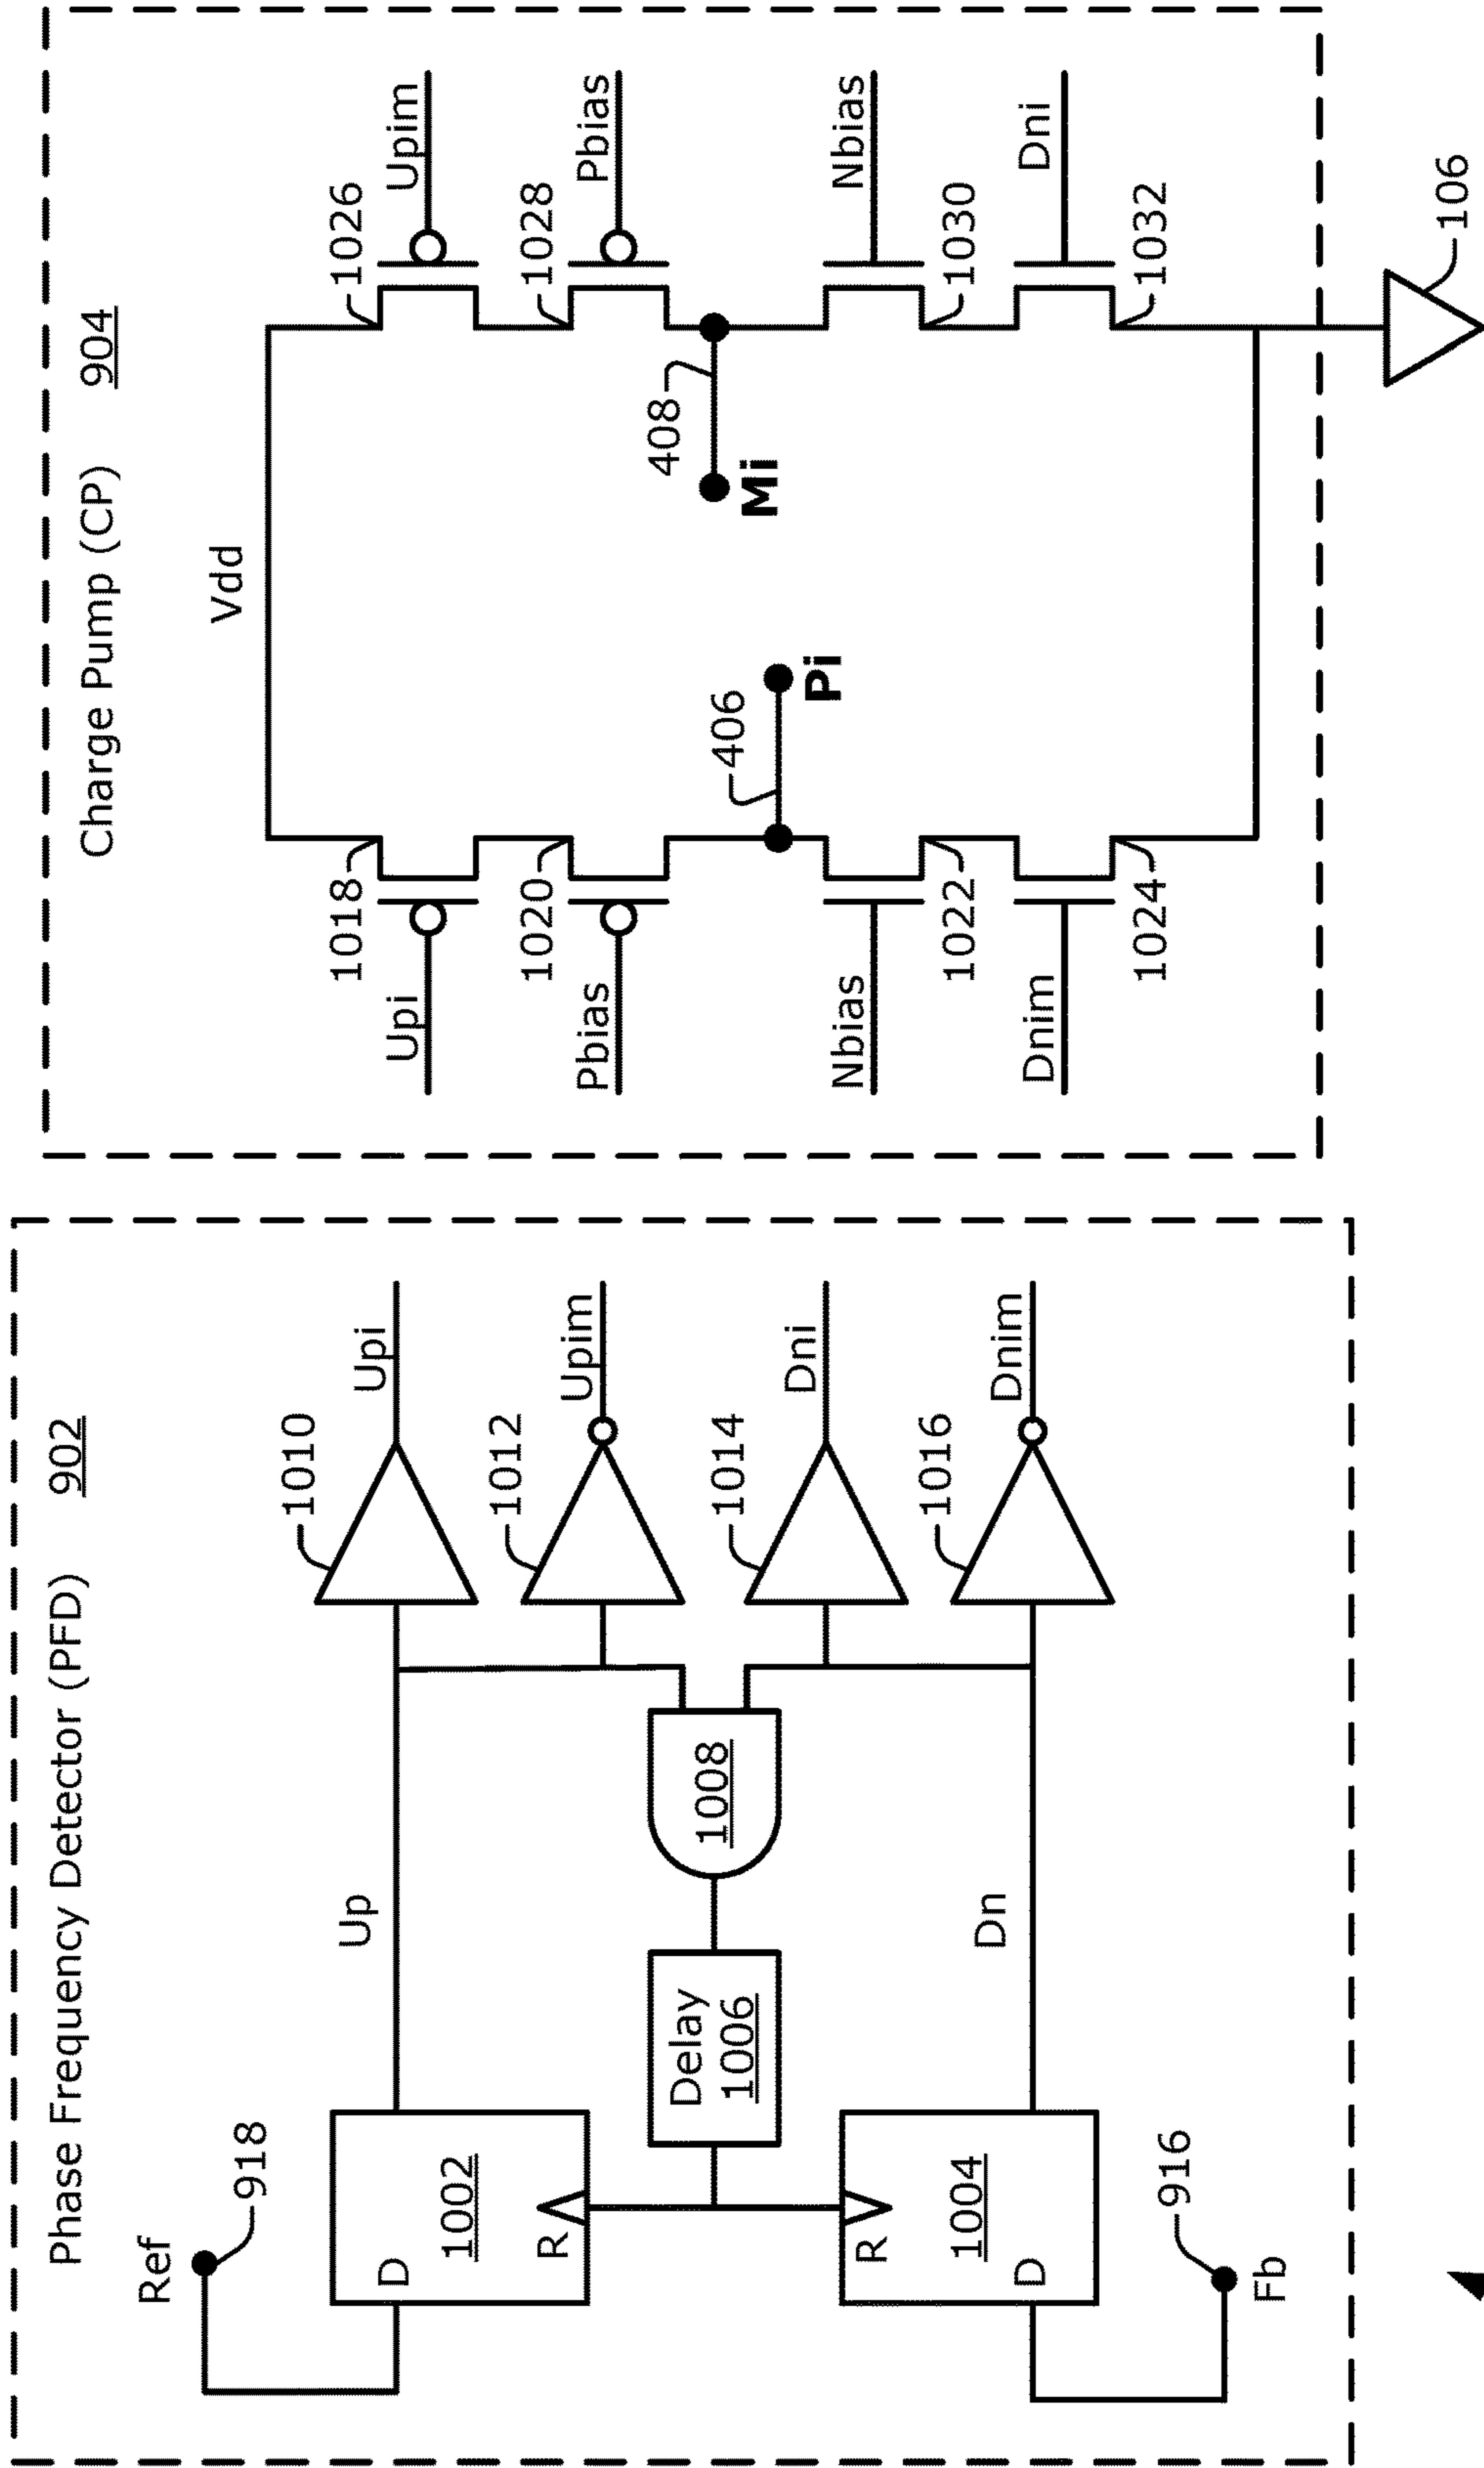 Phase Frequency Detector (PFD) 902
Ref
918
D
1002
R
Up
Delay
1006
1008
R
1004
D
Dn
916
Fb
1010
Upi
1012
Upim
1014
Dni
1016
Dnim
Charge Pump (CP) 904
Vdd
Upi
1018
1026
Upim
Pbias
1020
1028
Pbias
406
Pi
408
Mi
Nbias
1022
1030
Nbias
Dnim
1024
1032
Dni
106